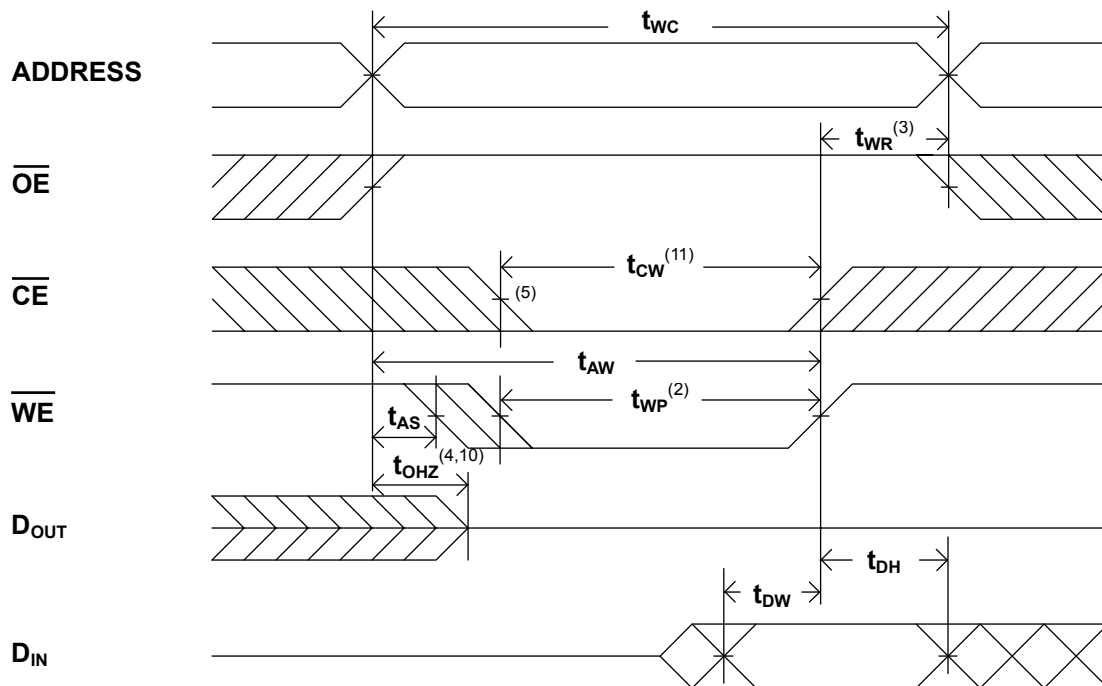 tWC
ADDRESS
tWR(3)
OE
tCW(11)
CE
(5)
tAW
WE
tWP(2)
tAS
tOHZ(4,10)
DOUT
tDH
tDW
DIN